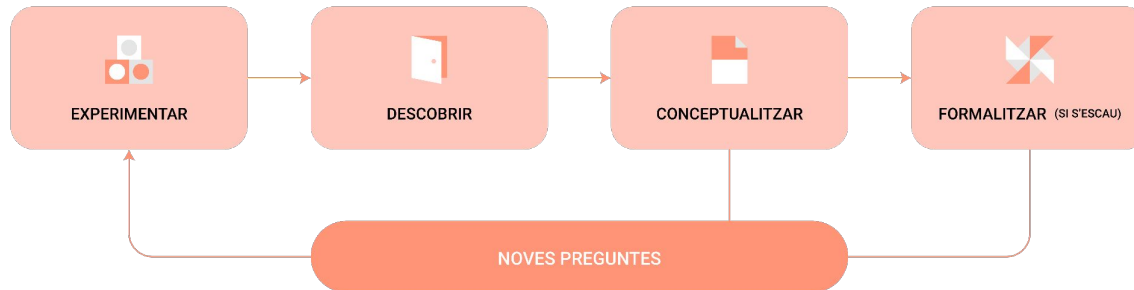 EXPERIMENTAR
DESCOBRIR
CONCEPTUALITZAR
FORMALITZAR (SI S'ESCAU)
NOVES PREGUNTES